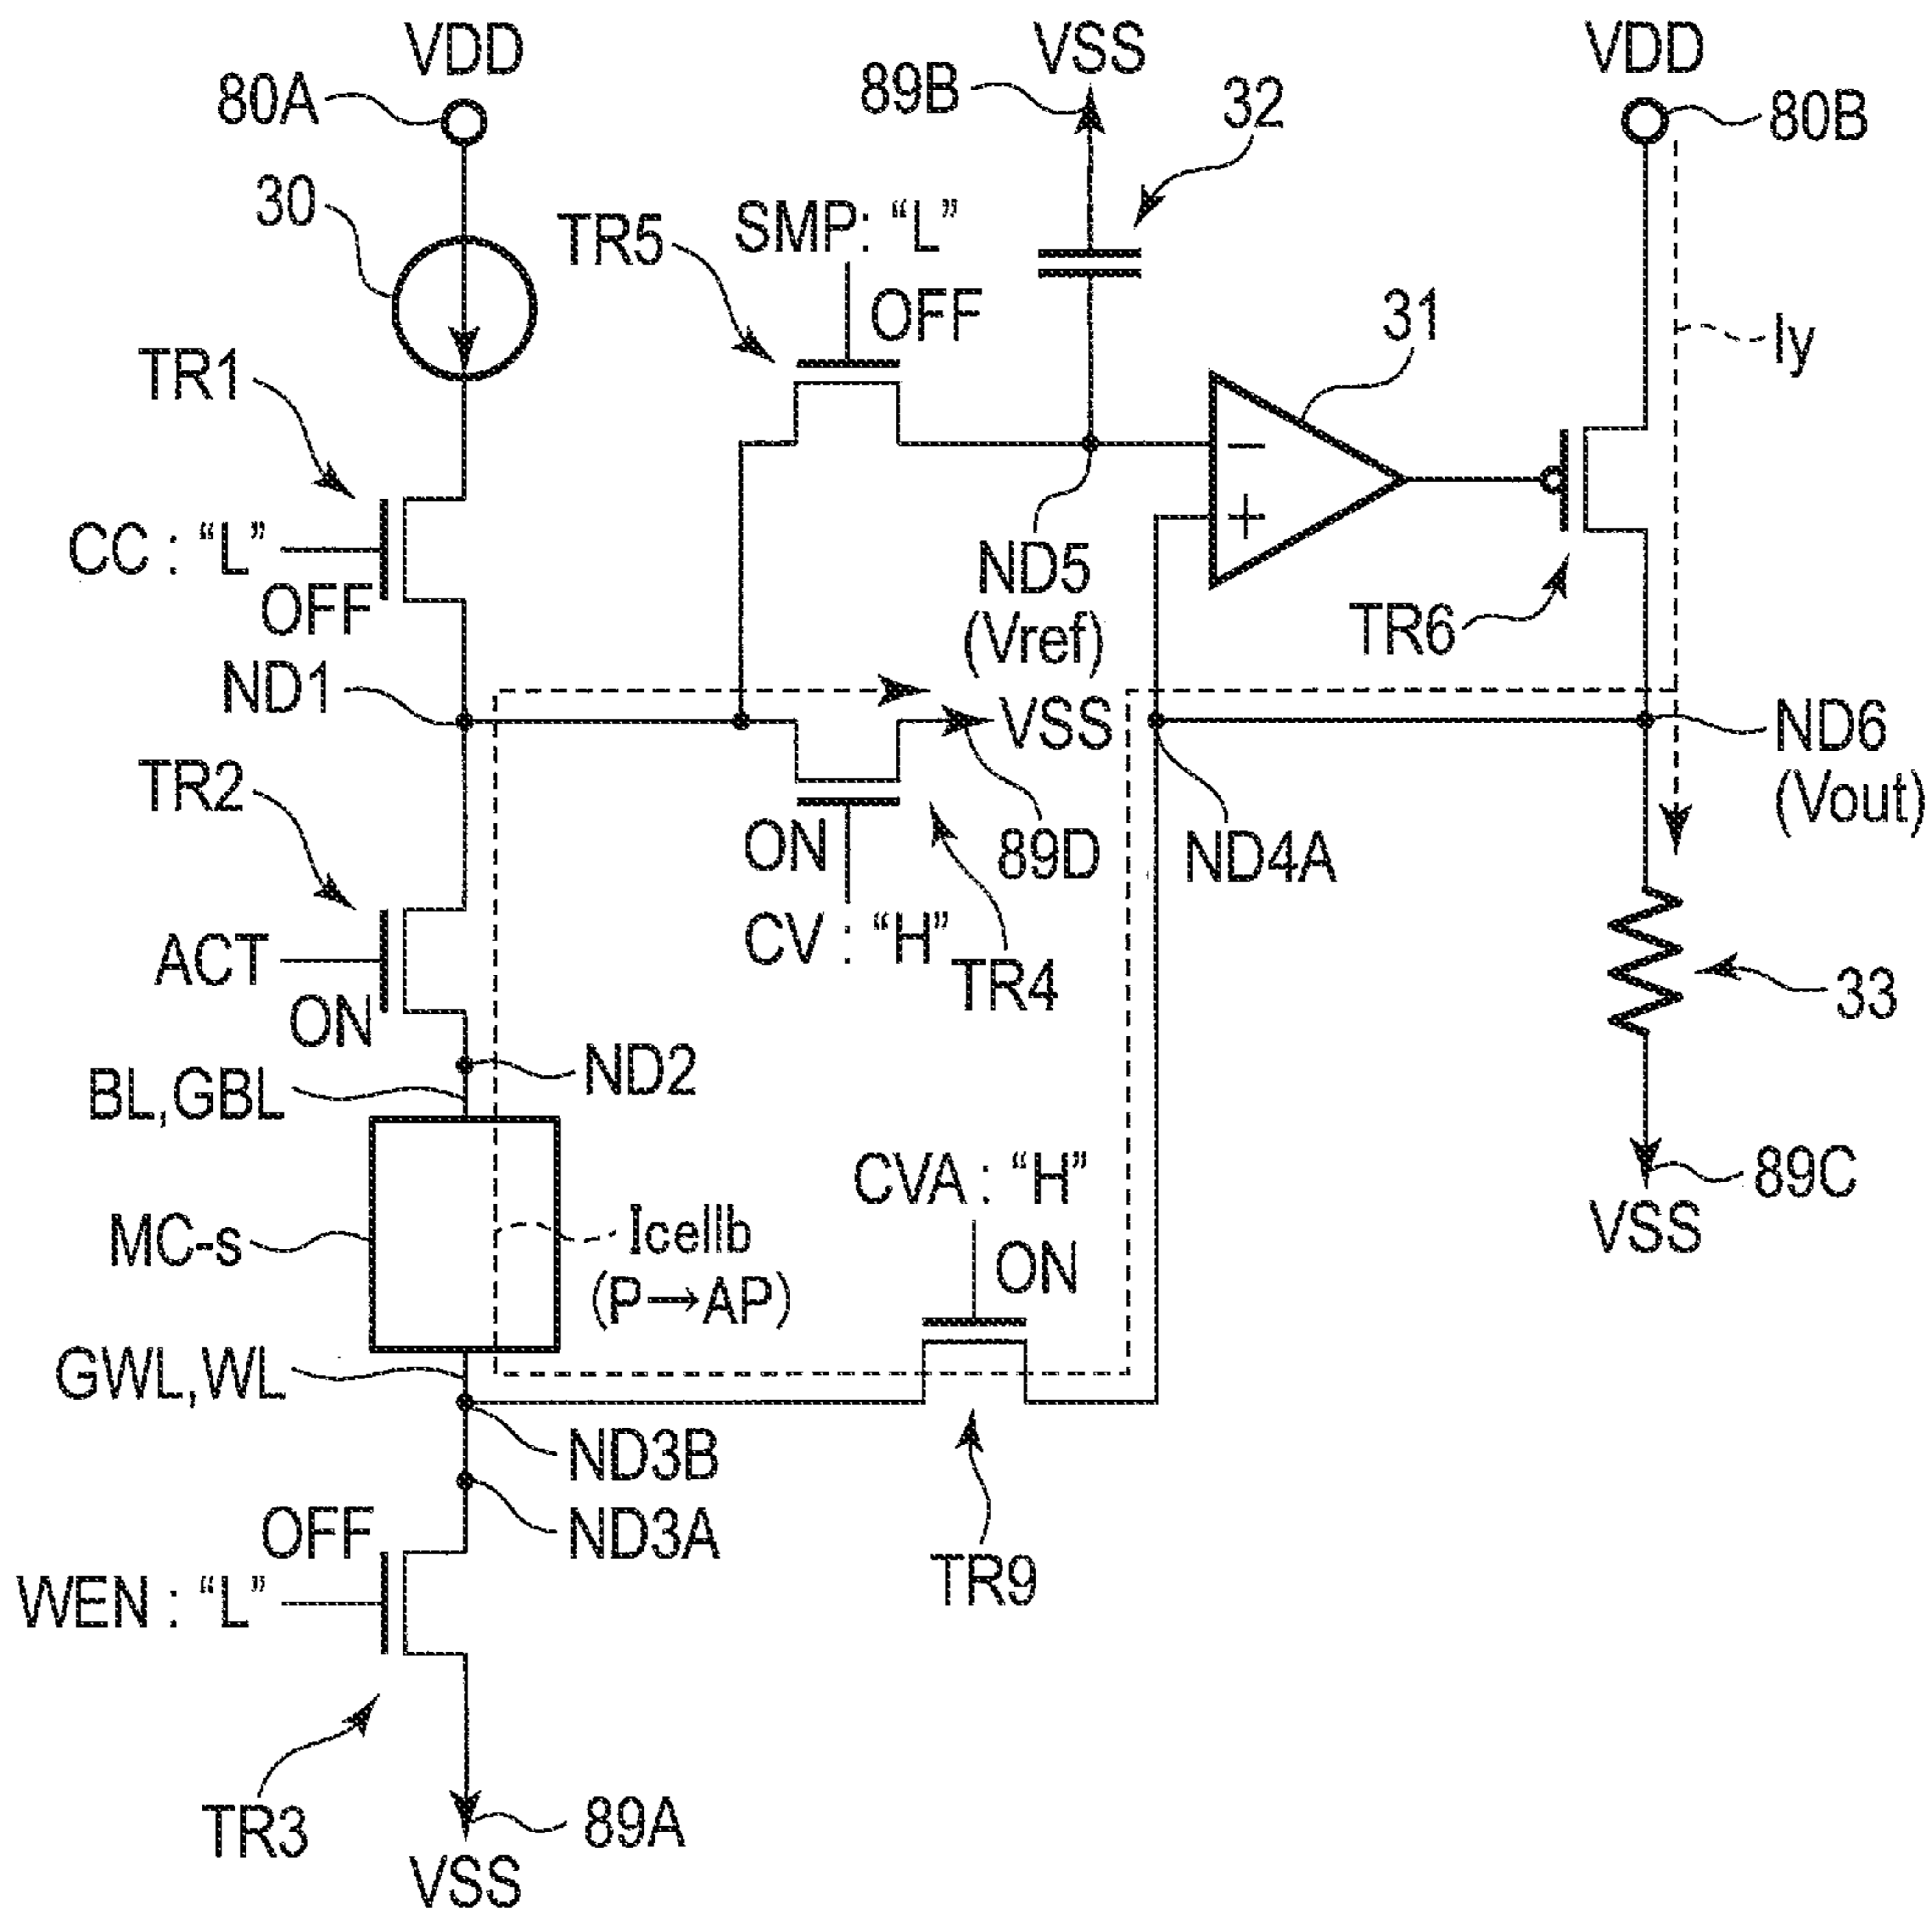 VDD
VSS
VDD
80A
89B
32
80B
30
SMP: “L”
TR5
OFF
31
Iy
TR1
CC : “L”
OFF
ND5
(Vref)
TR6
ND1
VSS
ND6
(Vout)
TR2
ON
89D
ND4A
CV : “H”
TR4
ACT
ON
33
ND2
BL,GBL
CVA : “H”
89C
MC-s
Icellb
(P→AP)
ON
VSS
GWL,WL
ND3B
OFF
ND3A
TR9
WEN : “L”
TR3
89A
VSS
−
+